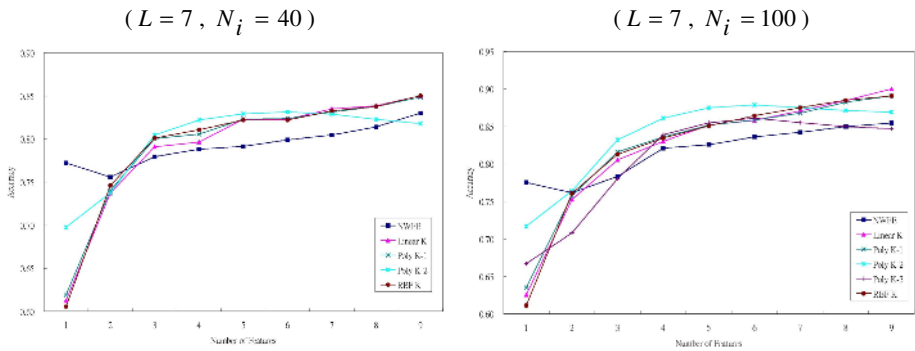 ( L = 7 , N_i = 40 )
( L = 7 , N_i = 100 )
0.90
0.85
0.80
0.75
0.70
0.65
0.60
Accuracy
1 2 3 4 5 6 7 8 9
Number of Features
NWFE
Linear K
Poly K-1
Poly K-2
RBF K
0.95
0.90
0.85
0.80
0.75
0.70
0.65
0.60
Accuracy
1 2 3 4 5 6 7 8 9
Number of Features
NWFE
Linear K
Poly K-1
Poly K-2
Poly K-3
RBF K